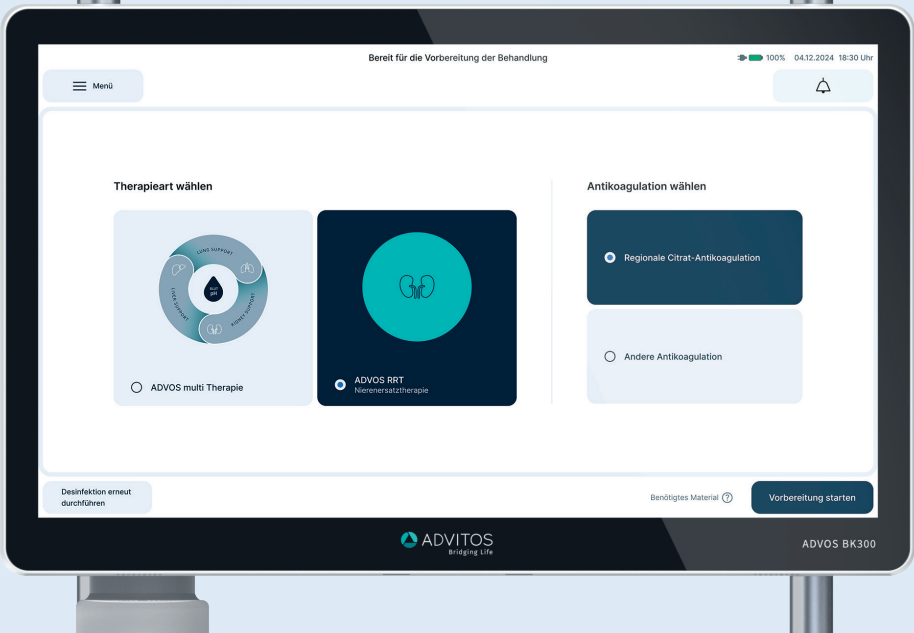 Bereit für die Vorbereitung der Behandlung
100% 04.12.2024 18:30 Uhr
Menü
Therapieart wählen
Antikoagulation wählen
LUNG SUPPORT
LIVER SUPPORT
KIDNEY SUPPORT
BLUT
pH
ADVOS multi Therapie
ADVOS RRT
Nierenersatztherapie
Regionale Citrat-Antikoagulation
Andere Antikoagulation
Desinfektion erneut
durchführen
Benötigtes Material ?
Vorbereitung starten
ADVITOS
Bridging Life
ADVOS BK300